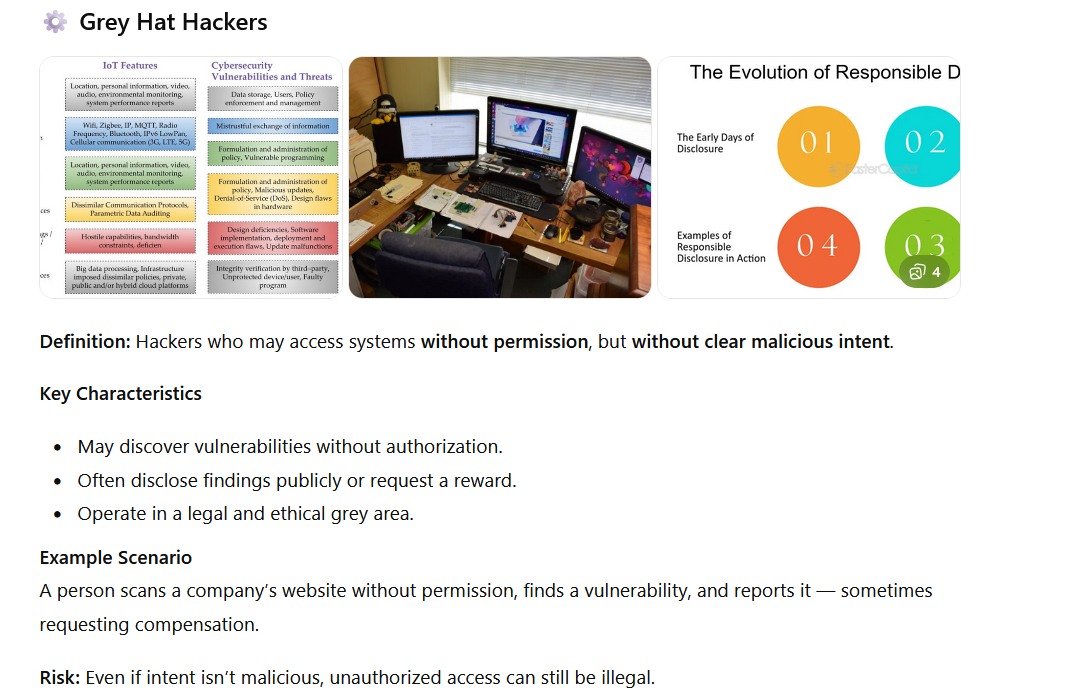 Grey Hat Hackers
IoT Features
Location, personal information, video,
audio, environmental monitoring,
system performance reports
Wifi, Zigbee, IP, MQTT, Radio
Frequency, Bluetooth, IPv6 LowPan,
Cellular communication (3G, LTE, 5G)
Location, personal information, video,
audio, environmental monitoring,
system performance reports
ces
Dissimilar Communication Protocols,
Parametric Data Auditing
gs /
/
Hostile capabilities, bandwidth
constraints, deficien
ces
Big data processing, Infrastructure
imposed dissimilar policies, private,
public and/or hybrid cloud platforms
Cybersecurity
Vulnerabilities and Threats
Data storage, Users, Policy
enforcement and management
Mistrustful exchange of information
Formulation and administration of
policy, Vulnerable programming
Formulation and administration of
policy, Malicious updates,
Denial-of-Service (DoS), Design flaws
in hardware
Design deficiencies, Software
implementation, deployment and
execution flaws, Update malfunctions
Integrity verification by third-party,
Unprotected device/user, Faulty
program
The Evolution of Responsible D
The Early Days of
Disclosure
01
02
Examples of
Responsible
Disclosure in Action
04
03
4
Definition: Hackers who may access systems without permission, but without clear malicious intent.
Key Characteristics
• May discover vulnerabilities without authorization.
• Often disclose findings publicly or request a reward.
• Operate in a legal and ethical grey area.
Example Scenario
A person scans a company’s website without permission, finds a vulnerability, and reports it — sometimes
requesting compensation.
Risk: Even if intent isn’t malicious, unauthorized access can still be illegal.